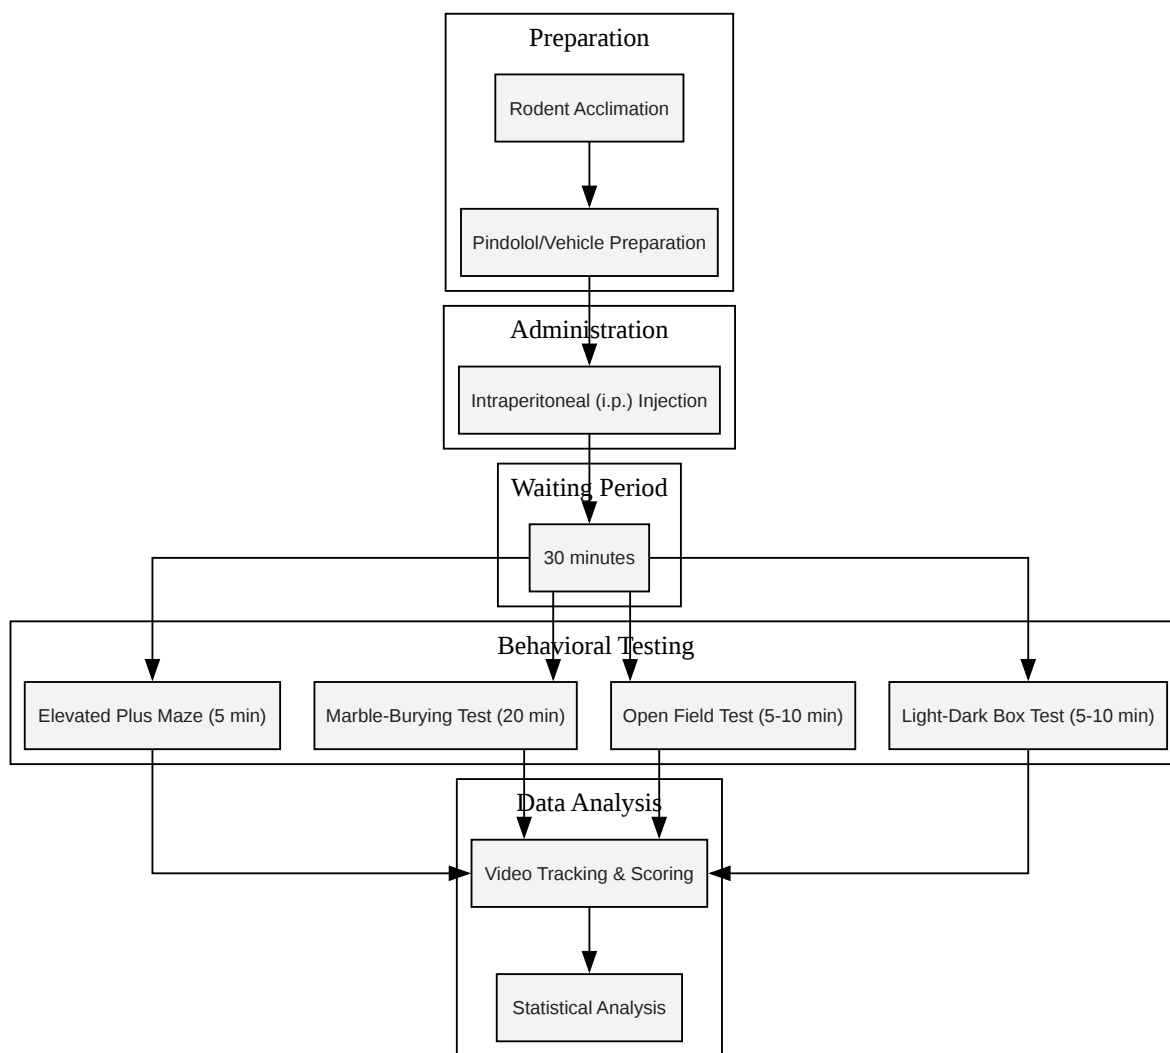 Preparation
Rodent Acclimation
Pindolol/Vehicle Preparation
Administration
Intraperitoneal (i.p.) Injection
Waiting Period
30 minutes
Behavioral Testing
Elevated Plus Maze (5 min)
Marble-Burying Test (20 min)
Open Field Test (5-10 min)
Light-Dark Box Test (5-10 min)
Data Analysis
Video Tracking & Scoring
Statistical Analysis